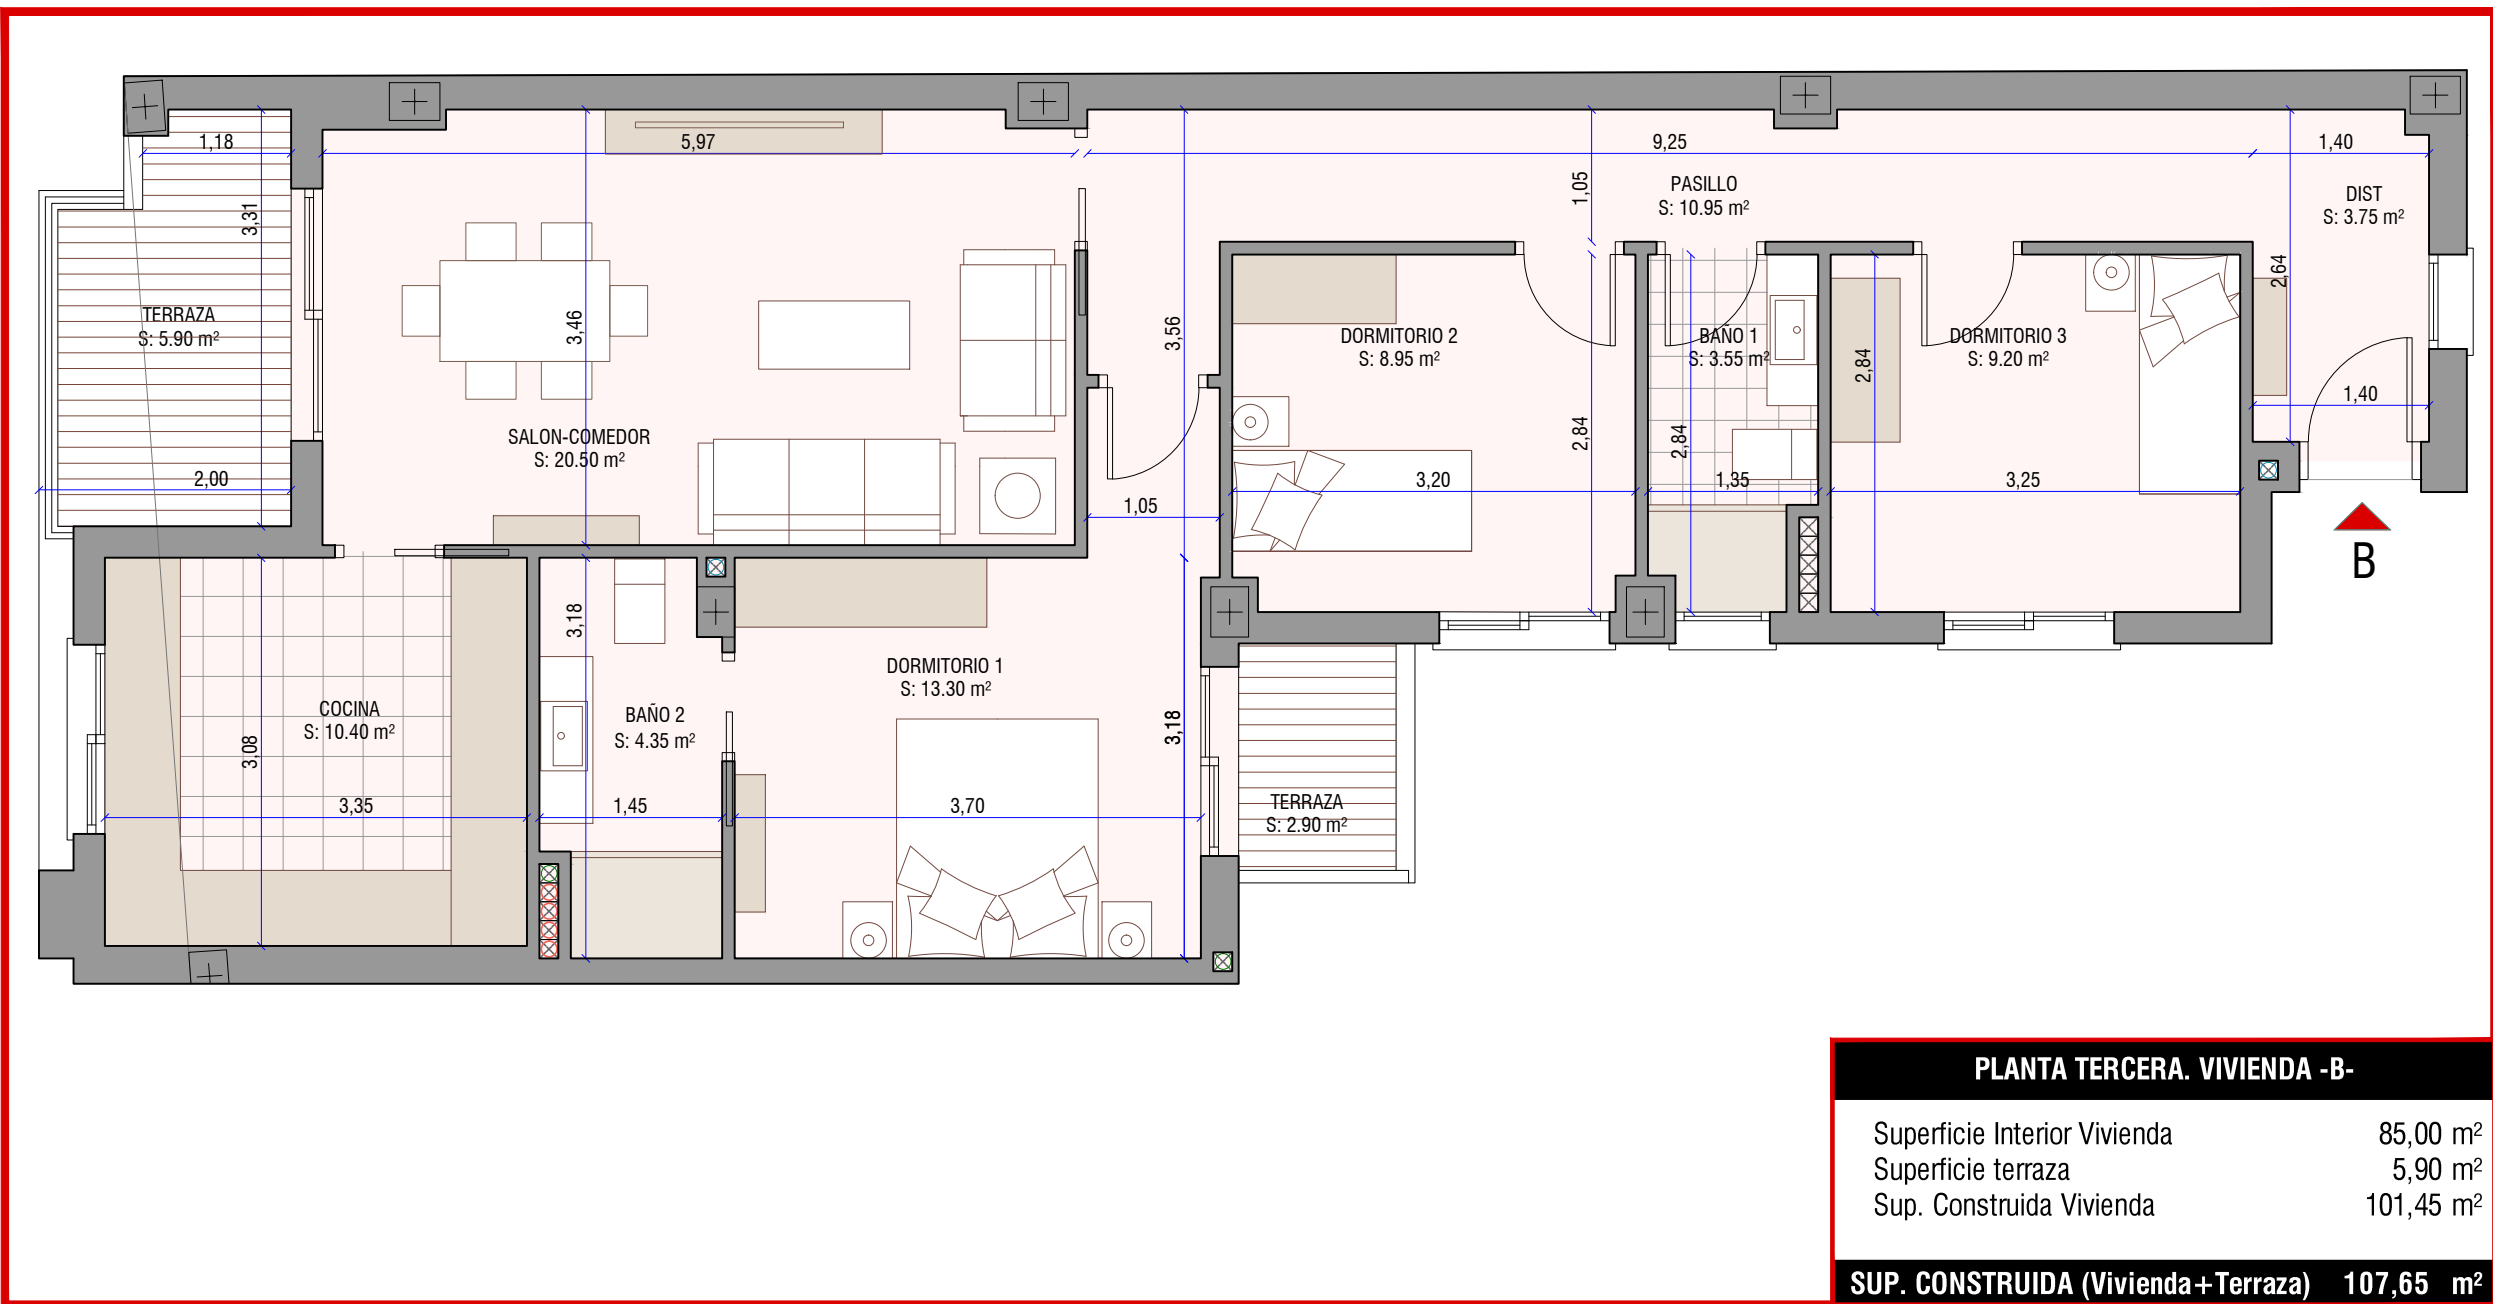 1,18
5,97
9,25
1,40
3,31
1,05
PASILLO
S: 10.95 m²
DIST
S: 3.75 m²
2,64
TERRAZA
S: 5.90 m²
3,46
3,56
DORMITORIO 2
S: 8.95 m²
BAÑO 1
S: 3.55 m²
2,84
DORMITORIO 3
S: 9.20 m²
1,40
SALON-COMEDOR
S: 20.50 m²
2,84
2,84
2,00
1,05
3,20
1,35
3,25
B
3,18
DORMITORIO 1
S: 13.30 m²
COCINA
S: 10.40 m²
BAÑO 2
S: 4.35 m²
3,08
3,18
3,35
1,45
3,70
TERRAZA
S: 2.90 m²
PLANTA TERCERA. VIVIENDA -B-
Superficie Interior Vivienda 85,00 m²
Superficie terraza 5,90 m²
Sup. Construida Vivienda 101,45 m²
SUP. CONSTRUIDA (Vivienda+Terraza) 107,65 m²